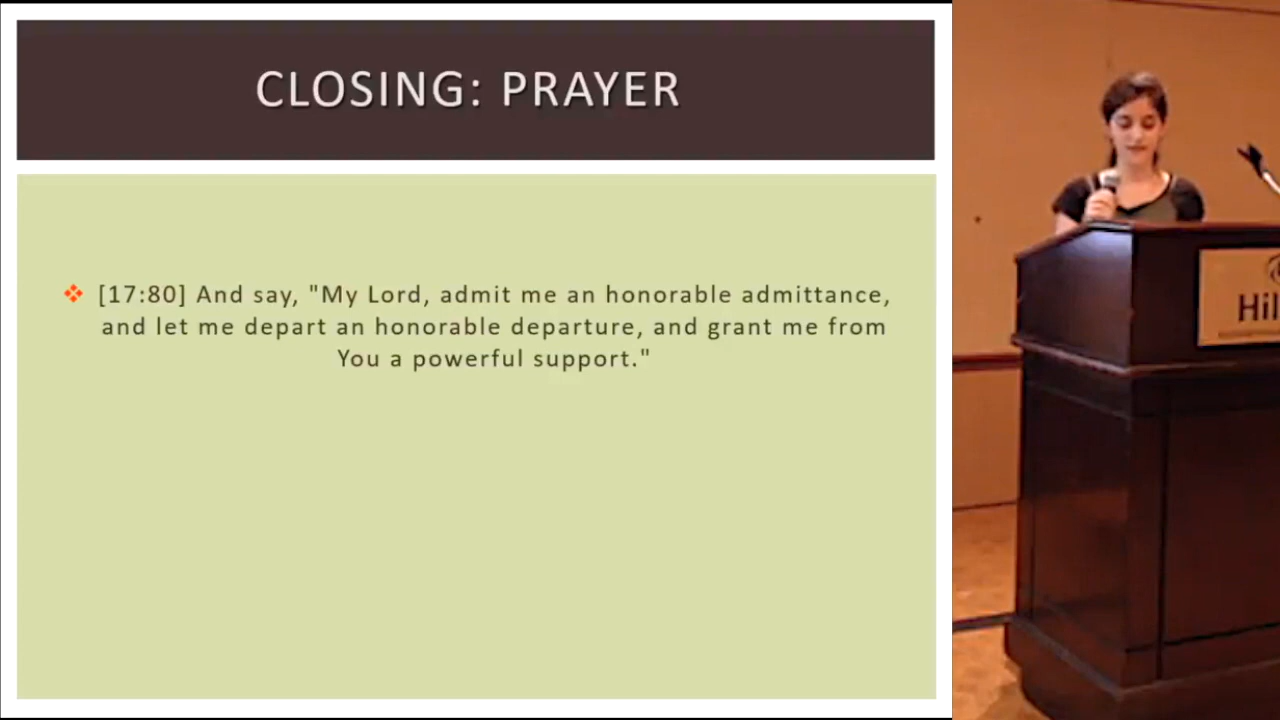 CLOSING: PRAYER
[17:80] And say, "My Lord, admit me an honorable admittance,
and let me depart an honorable departure, and grant me from
You a powerful support."